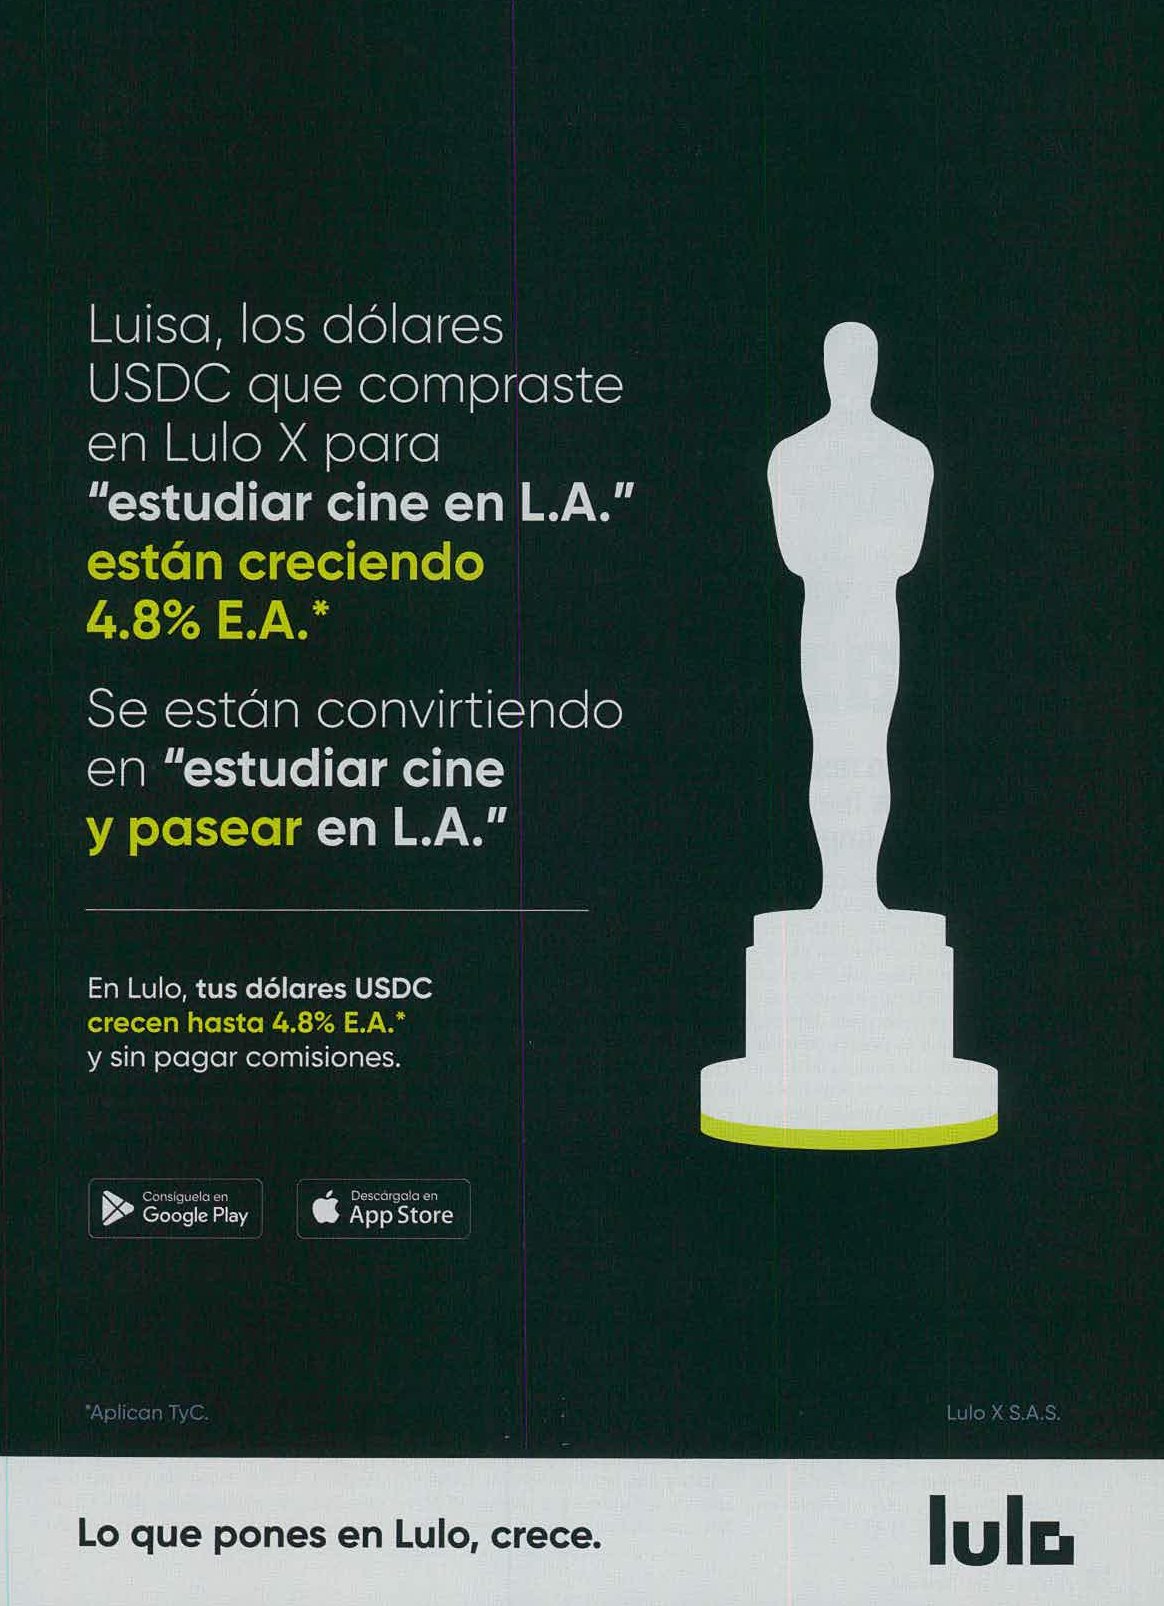 Luisa, los dólares
USDC que compraste
en Lulo X para
“estudiar cine en L.A.”
están creciendo
4.8% E.A.*
Se están convirtiendo
en “estudiar cine
y pasear en L.A.”
En Lulo, tus dólares USDC
crecen hasta 4.8% E.A.*
y sin pagar comisiones.
Consíguela en
Google Play
Descárgala en
App Store
*Aplican TyC.
Lulo X S.A.S.
Lo que pones en Lulo, crece.
lulo